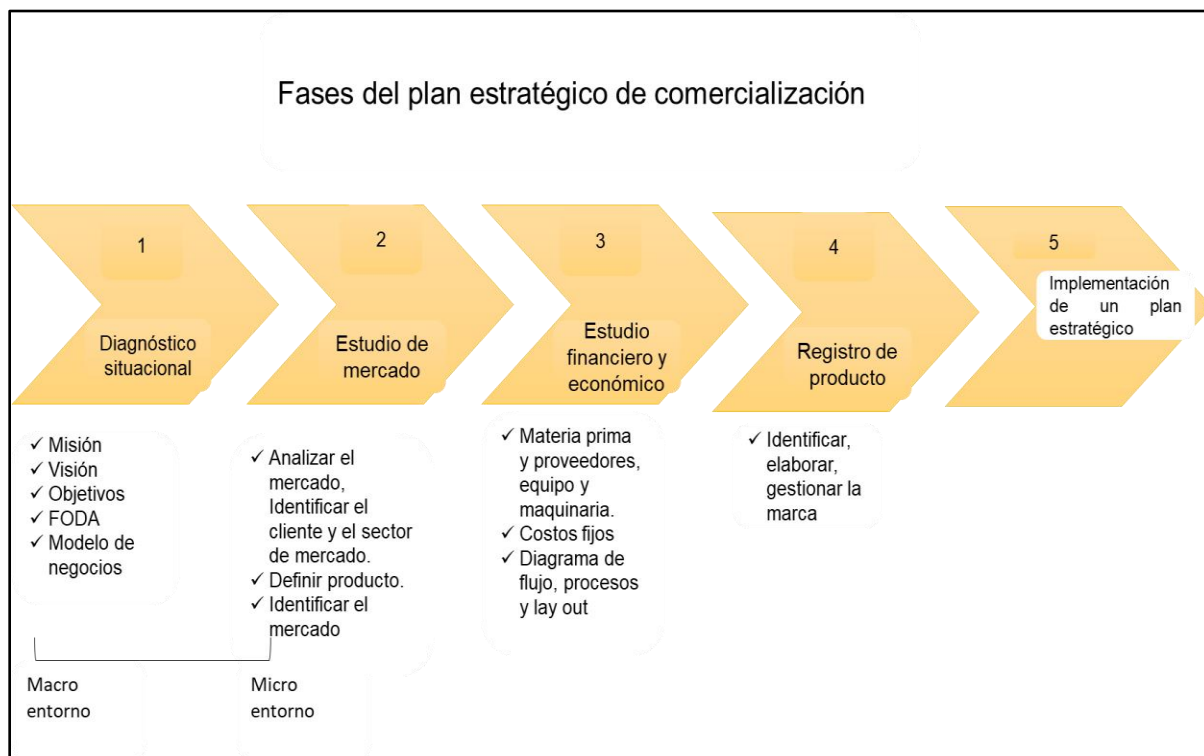 Fases del plan estratégico de comercialización
1
Diagnóstico
situacional
✓ Misión
✓ Visión
✓ Objetivos
✓ FODA
✓ Modelo de
negocios
2
Estudio de
mercado
✓ Analizar el
mercado,
Identificar el
cliente y el sector
de mercado.
✓ Definir producto.
✓ Identificar el
mercado
3
Estudio
financiero y
económico
✓ Materia prima
y proveedores,
equipo y
maquinaria.
✓ Costos fijos
✓ Diagrama de
flujo, procesos
y lay out
4
Registro de
producto
✓ Identificar,
elaborar,
gestionar la
marca
5
Implementación
de un plan
estratégico
Macro
entorno
Micro
entorno